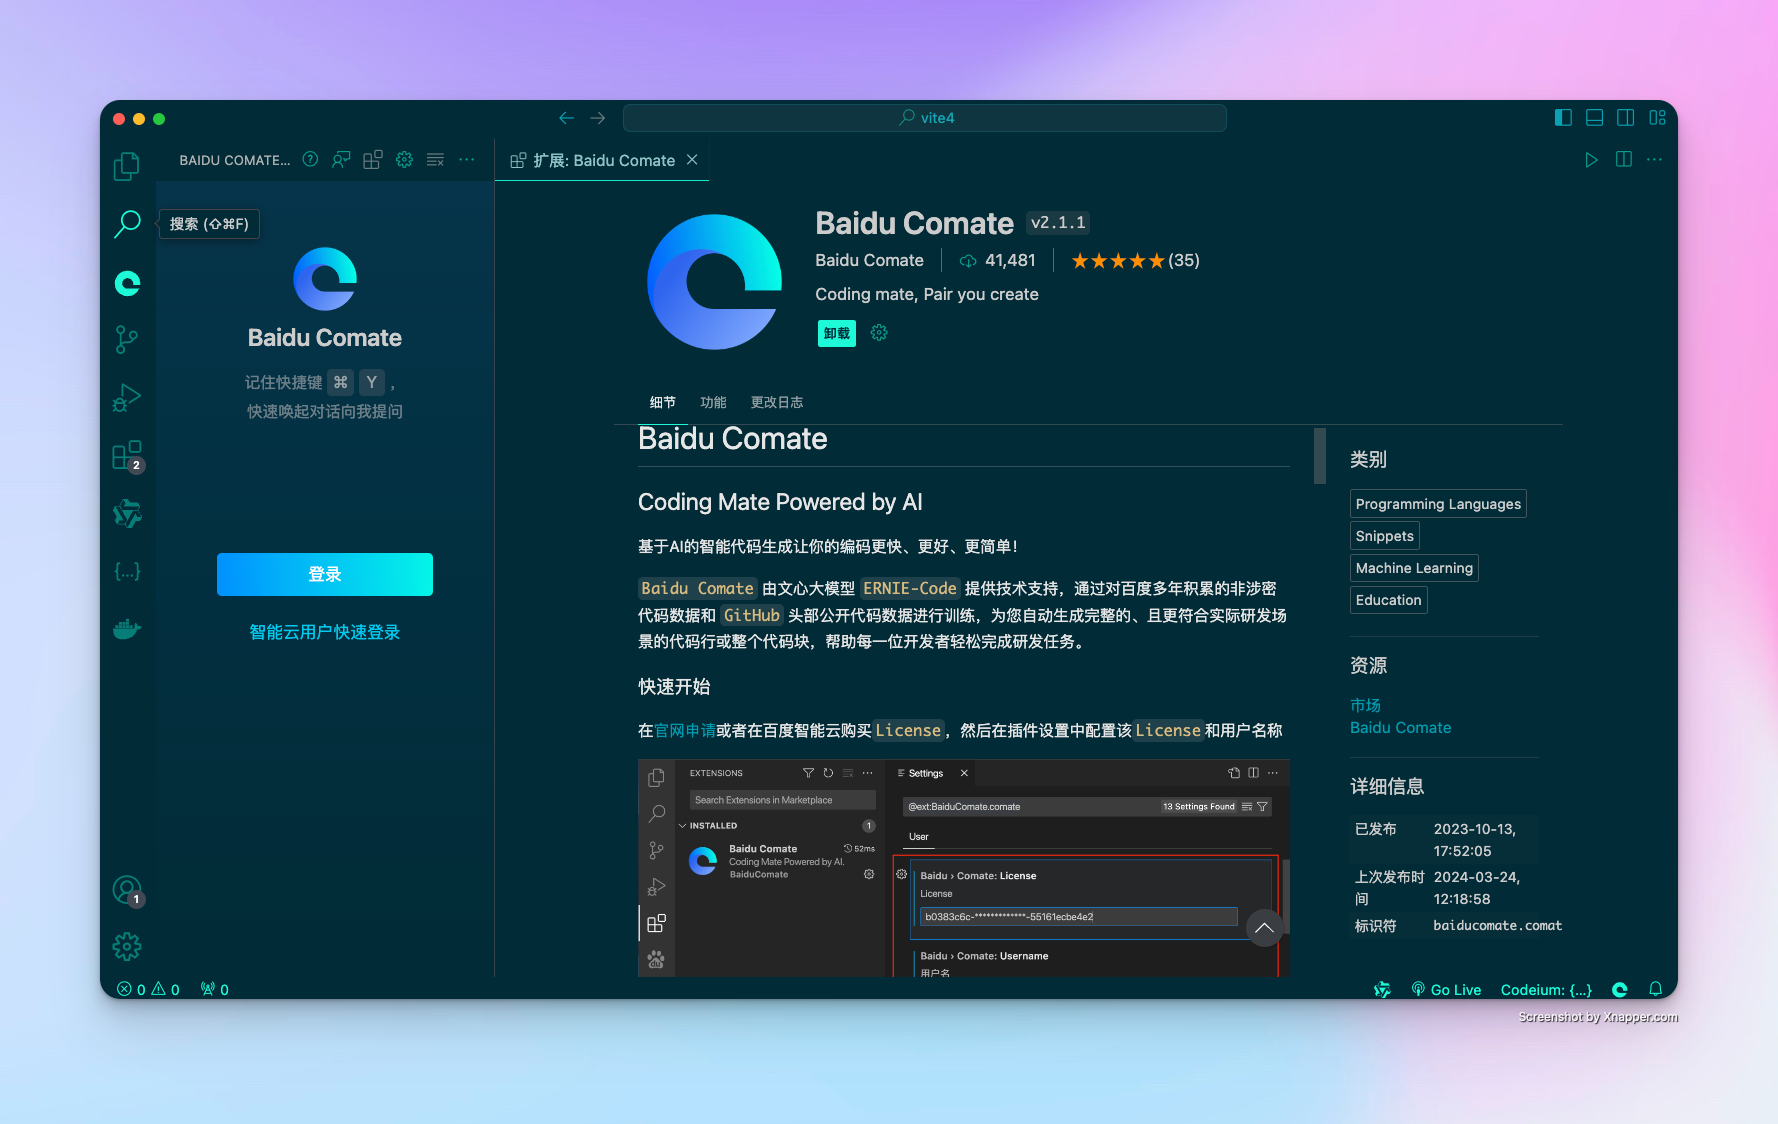 vite4
BAIDU COMATE...
扩展: Baidu Comate
搜索 (⇧⌘F)
Baidu Comate
记住快捷键 ⌘ Y ，
快速唤起对话向我提问
登录
智能云用户快速登录
2
1
Baidu Comate v2.1.1
Baidu Comate 41,481 ★★★★★(35)
Coding mate, Pair you create
卸载
细节 功能 更改日志
Baidu Comate
Coding Mate Powered by AI
基于AI的智能代码生成让你的编码更快、更好、更简单！
Baidu Comate 由文心大模型 ERNIE-Code 提供技术支持，通过对百度多年积累的非涉密
代码数据和 GitHub 头部公开代码数据进行训练，为您自动生成完整的、且更符合实际研发场
景的代码行或整个代码块，帮助每一位开发者轻松完成研发任务。
快速开始
在官网申请或者在百度智能云购买License，然后在插件设置中配置该License和用户名称
EXTENSIONS
Search Extensions in Marketplace
INSTALLED 1
Baidu Comate 52ms
Coding Mate Powered by AI.
BaiduComate
Settings
@ext:BaiduComate.comate 13 Settings Found
User
Baidu › Comate: License
License
b0383c6c-*************-55161ecbe4e2
Baidu › Comate: Username
用户名
类别
Programming Languages
Snippets
Machine Learning
Education
资源
市场
Baidu Comate
详细信息
已发布 2023-10-13,
17:52:05
上次发布时 2024-03-24,
间 12:18:58
标识符 baiducomate.comat
0 0 0
Go Live Codeium: {...}
Screenshot by Xnapper.com